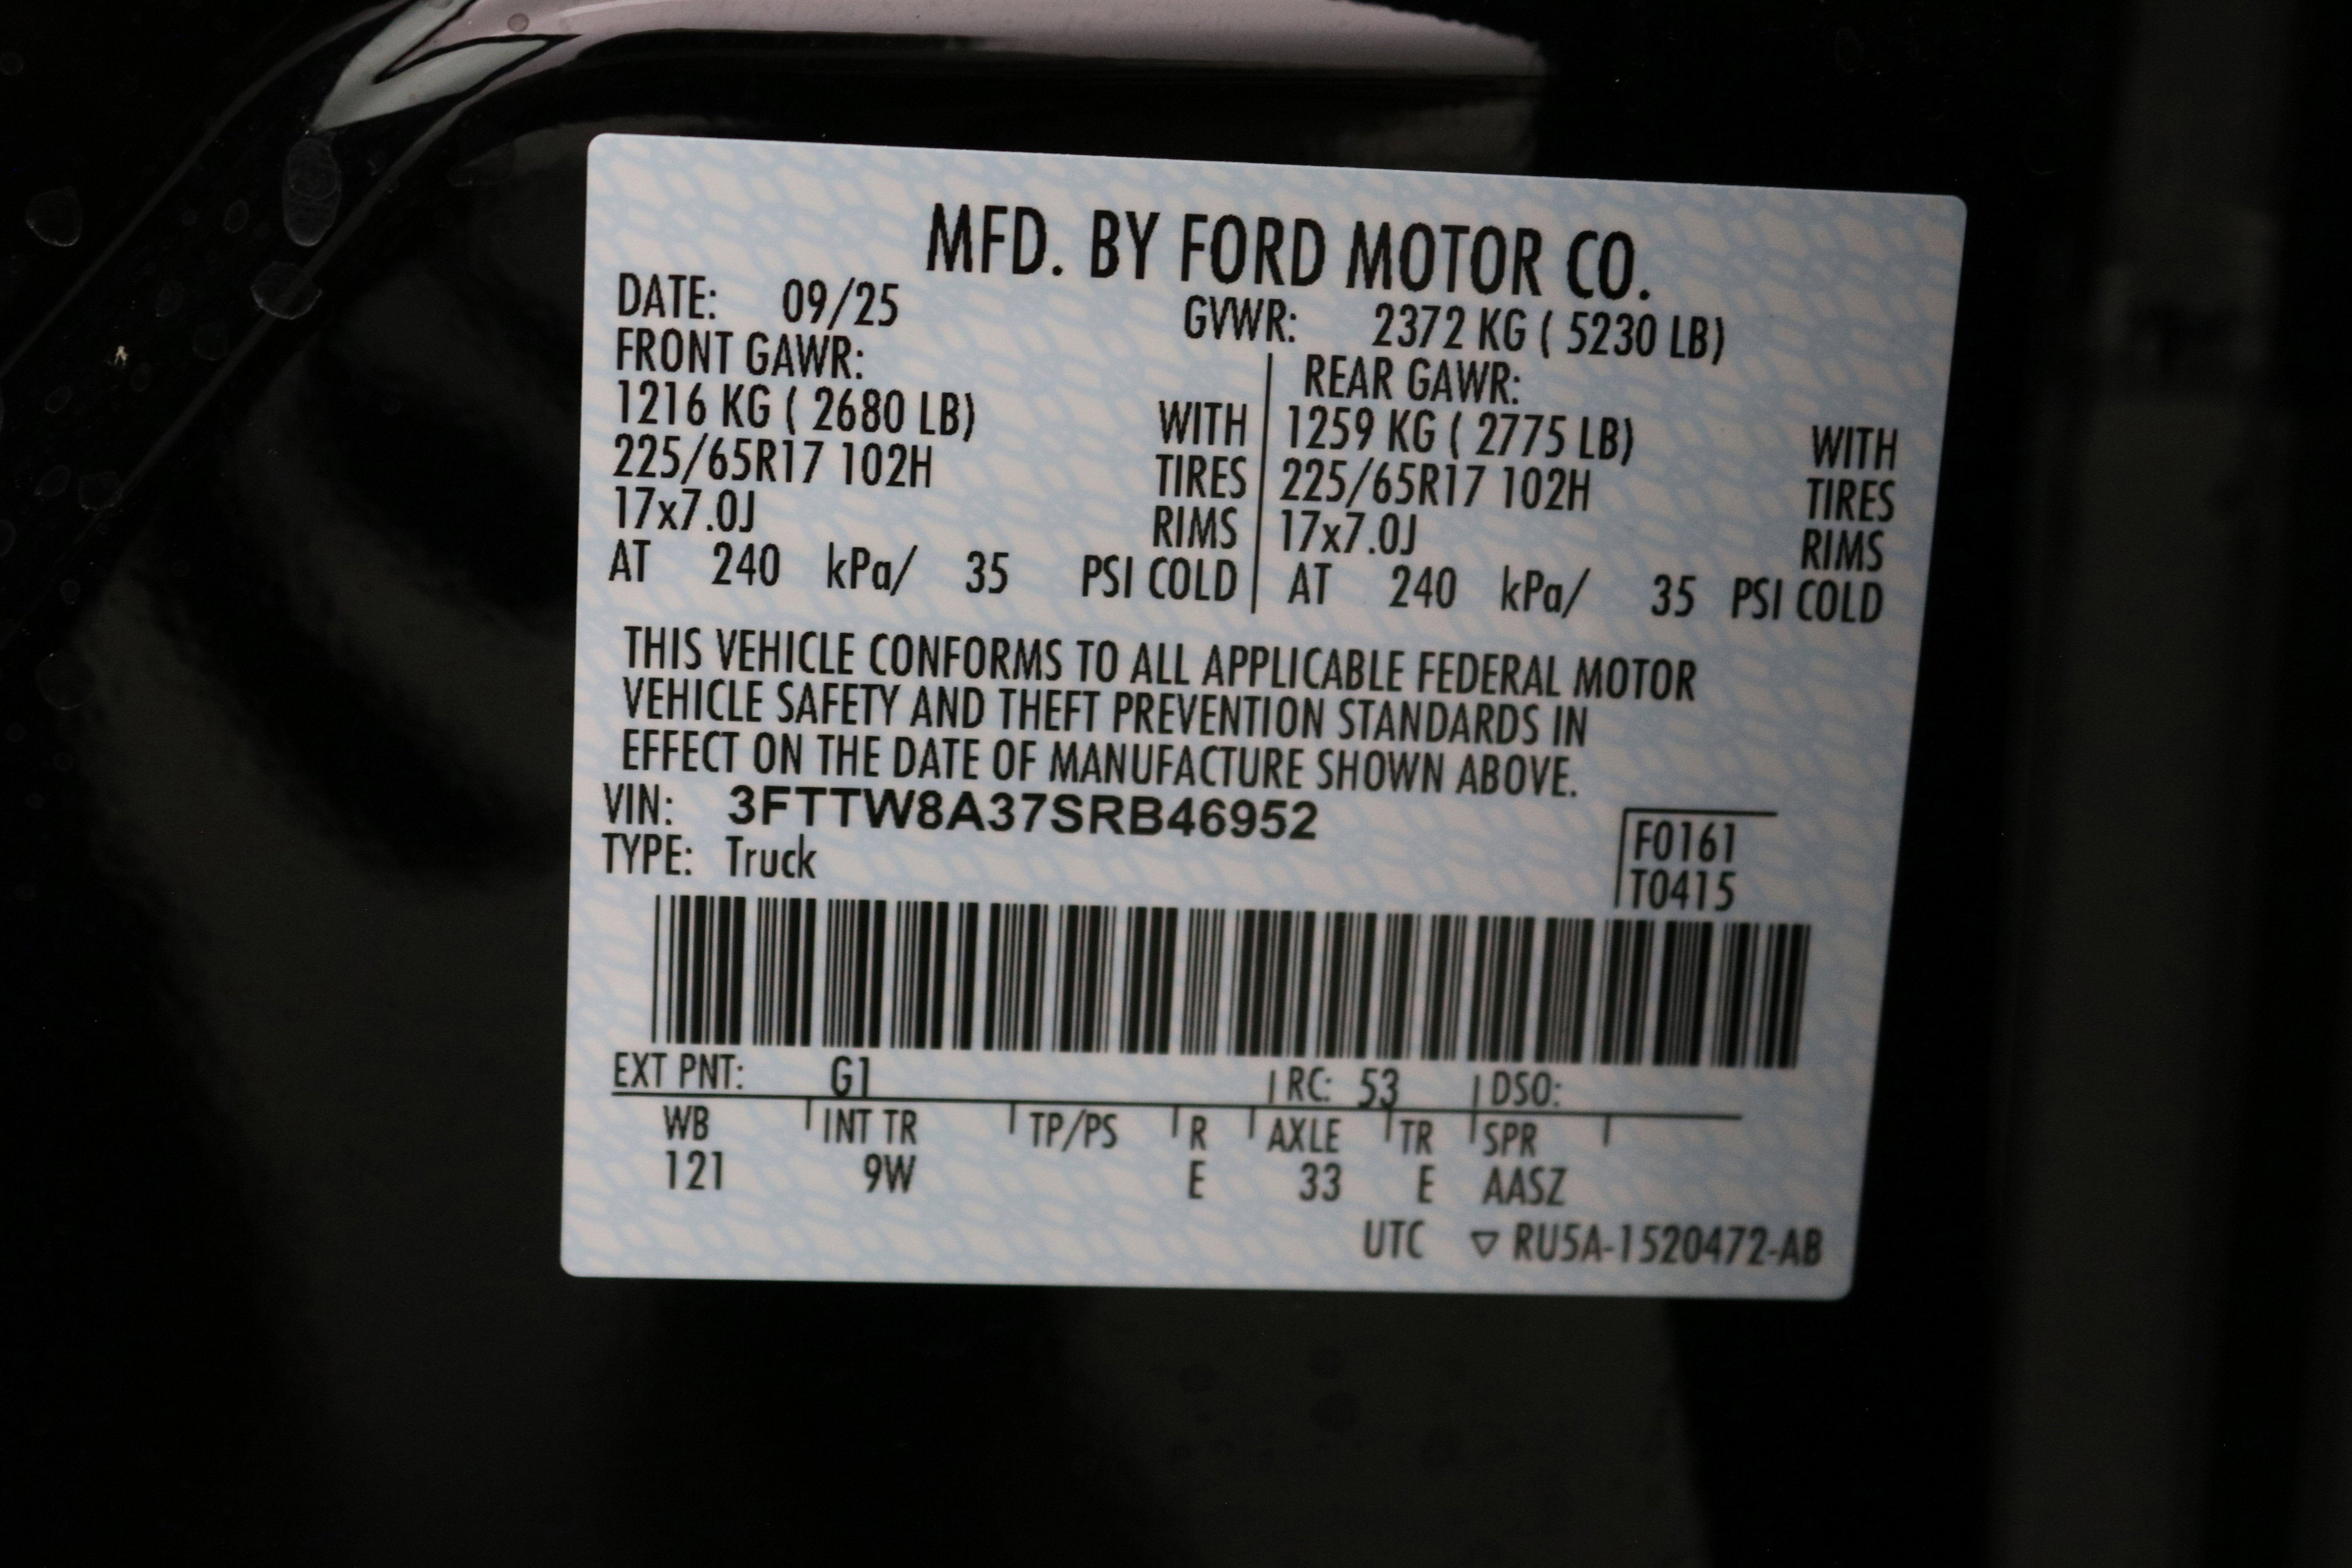 MFD. BY FORD MOTOR CO.
DATE: 09/25 GVWR: 2372 KG ( 5230 LB)
FRONT GAWR: REAR GAWR:
1216 KG ( 2680 LB) WITH 1259 KG ( 2775 LB) WITH
225/65R17 102H TIRES 225/65R17 102H TIRES
17x7.0J RIMS 17x7.0J RIMS
AT 240 kPa/ 35 PSI COLD AT 240 kPa/ 35 PSI COLD
THIS VEHICLE CONFORMS TO ALL APPLICABLE FEDERAL MOTOR
VEHICLE SAFETY AND THEFT PREVENTION STANDARDS IN
EFFECT ON THE DATE OF MANUFACTURE SHOWN ABOVE.
VIN: 3FTTW8A37SRB46952
TYPE: Truck
F0161
T0415
EXT PNT: G1 RC: 53 DSO:
WB INT TR TP/PS R AXLE TR SPR
121 9W E 33 E AASZ
UTC ▽ RU5A-1520472-AB